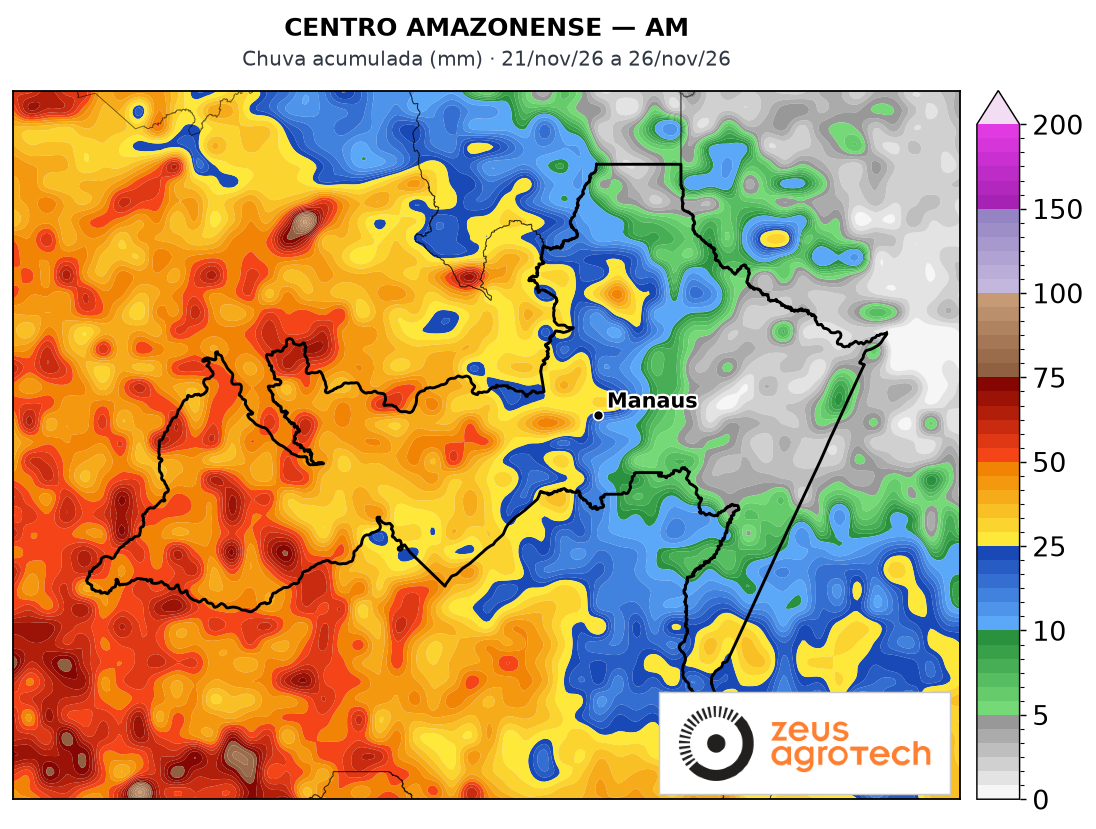 CENTRO AMAZONENSE — AM
Chuva acumulada (mm) · 21/nov/26 a 26/nov/26
200
150
100
75
50
25
10
5
0
Manaus
zeus
agrotech